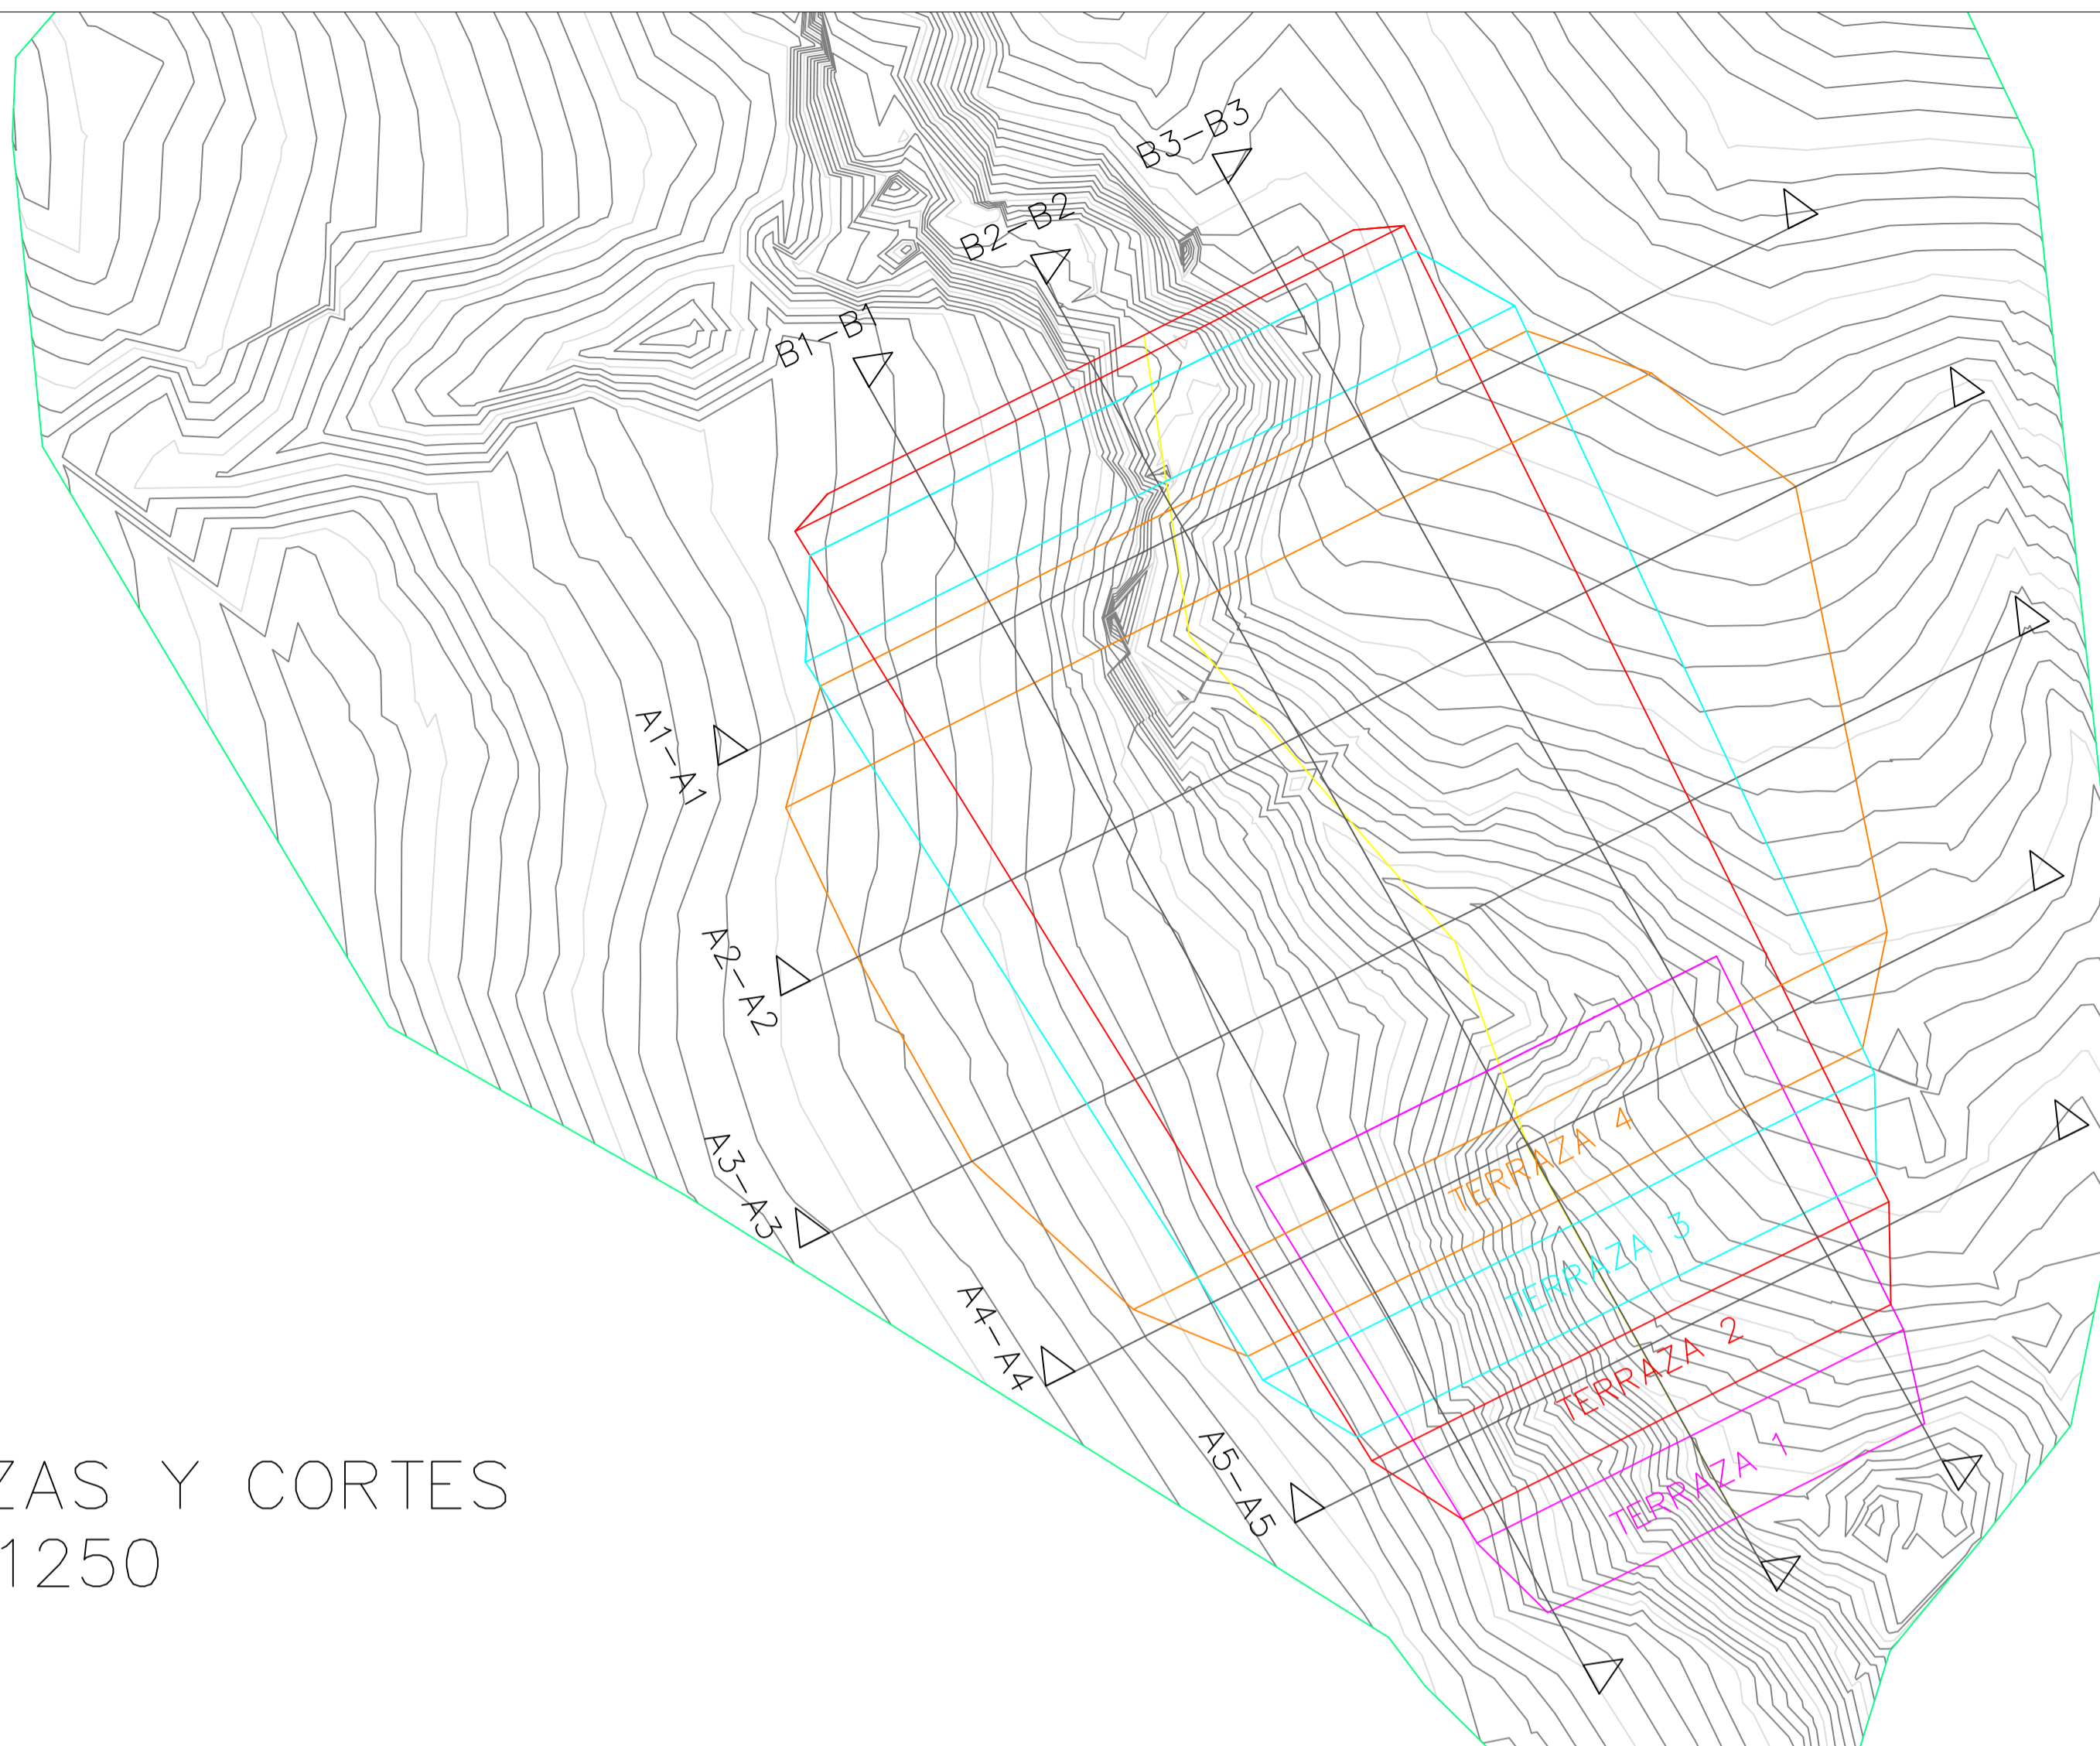 B3-B3
B2-B2
B1-B1
A1-A1
A2-A2
A3-A3
A4-A4
A5-A5
TERRAZA 4
TERRAZA 3
TERRAZA 2
TERRAZA 1
ZAS Y CORTES
1250